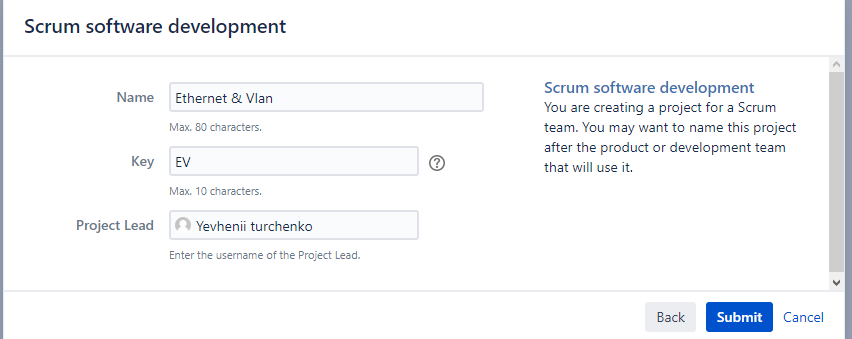 Scrum software development
Name
Ethernet & Vlan
Max. 80 characters.
Key
EV
?
Max. 10 characters.
Project Lead
Yevhenii turchenko
Enter the username of the Project Lead.
Scrum software development
You are creating a project for a Scrum
team. You may want to name this project
after the product or development team
that will use it.
Back
Submit
Cancel